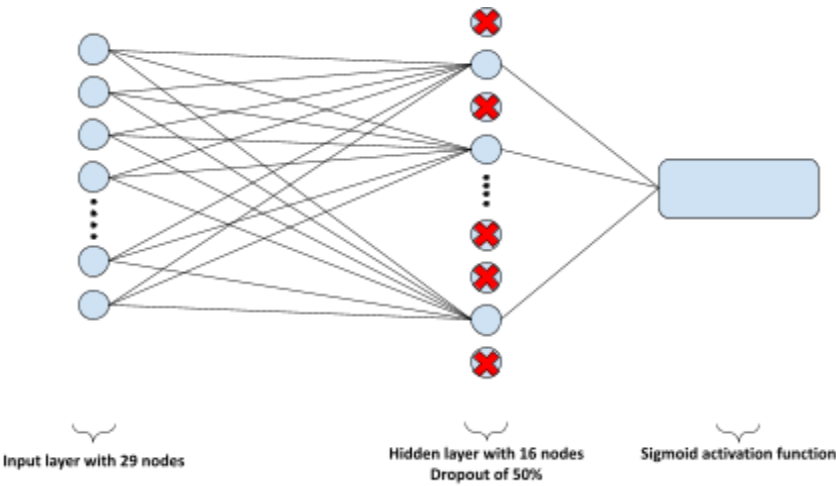 Input layer with 29 nodes
Hidden layer with 16 nodes
Dropout of 50%
Sigmoid activation function